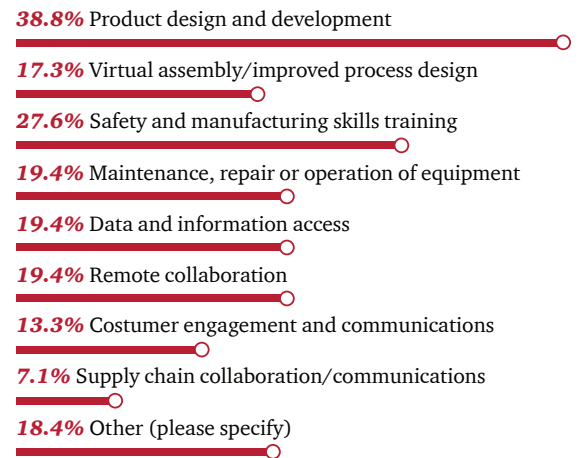 38.8% Product design and development
17.3% Virtual assembly/improved process design
27.6% Safety and manufacturing skills training
19.4% Maintenance, repair or operation of equipment
19.4% Data and information access
19.4% Remote collaboration
13.3% Costumer engagement and communications
7.1% Supply chain collaboration/communications
18.4% Other (please specify)